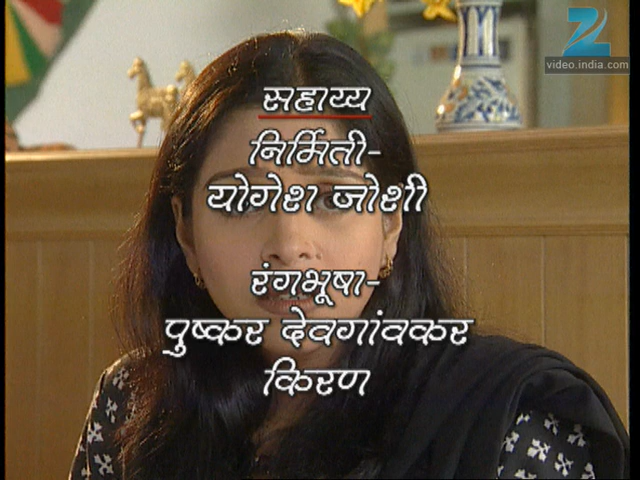 Z
video.india.com
सहाय्य
निर्मिती-
योगेश जोशी
रंगभूषा-
पुष्कर देवगांवकर
किरण